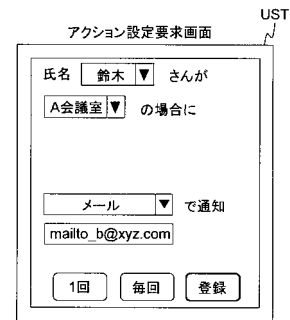 UST
アクション設定要求画面
氏名 鈴木 ▼ さんが
A会議室 ▼ の場合に
メール ▼ で通知
mailto_b@xyz.com
1回 毎回 登録